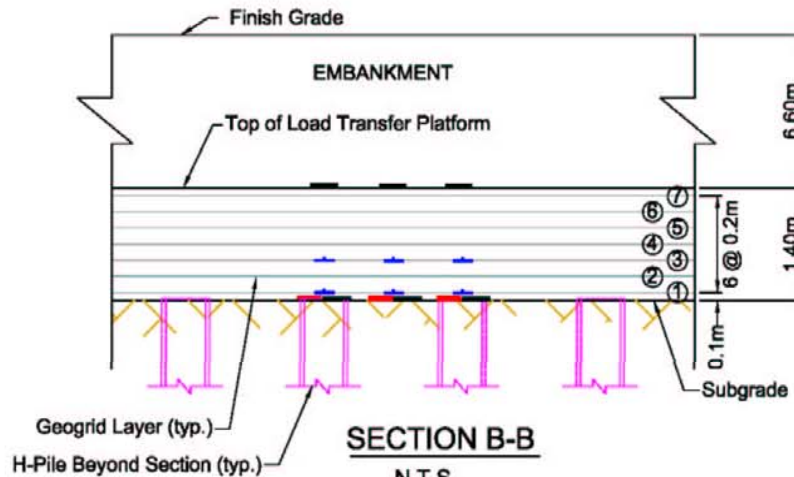 Finish Grade
EMBANKMENT
6.60m
Top of Load Transfer Platform
7
6
5
4
3
2
1
6 @ 0.2m
1.40m
0.1m
Subgrade
Geogrid Layer (typ.)
SECTION B-B
H-Pile Beyond Section (typ.)
N.T.S.